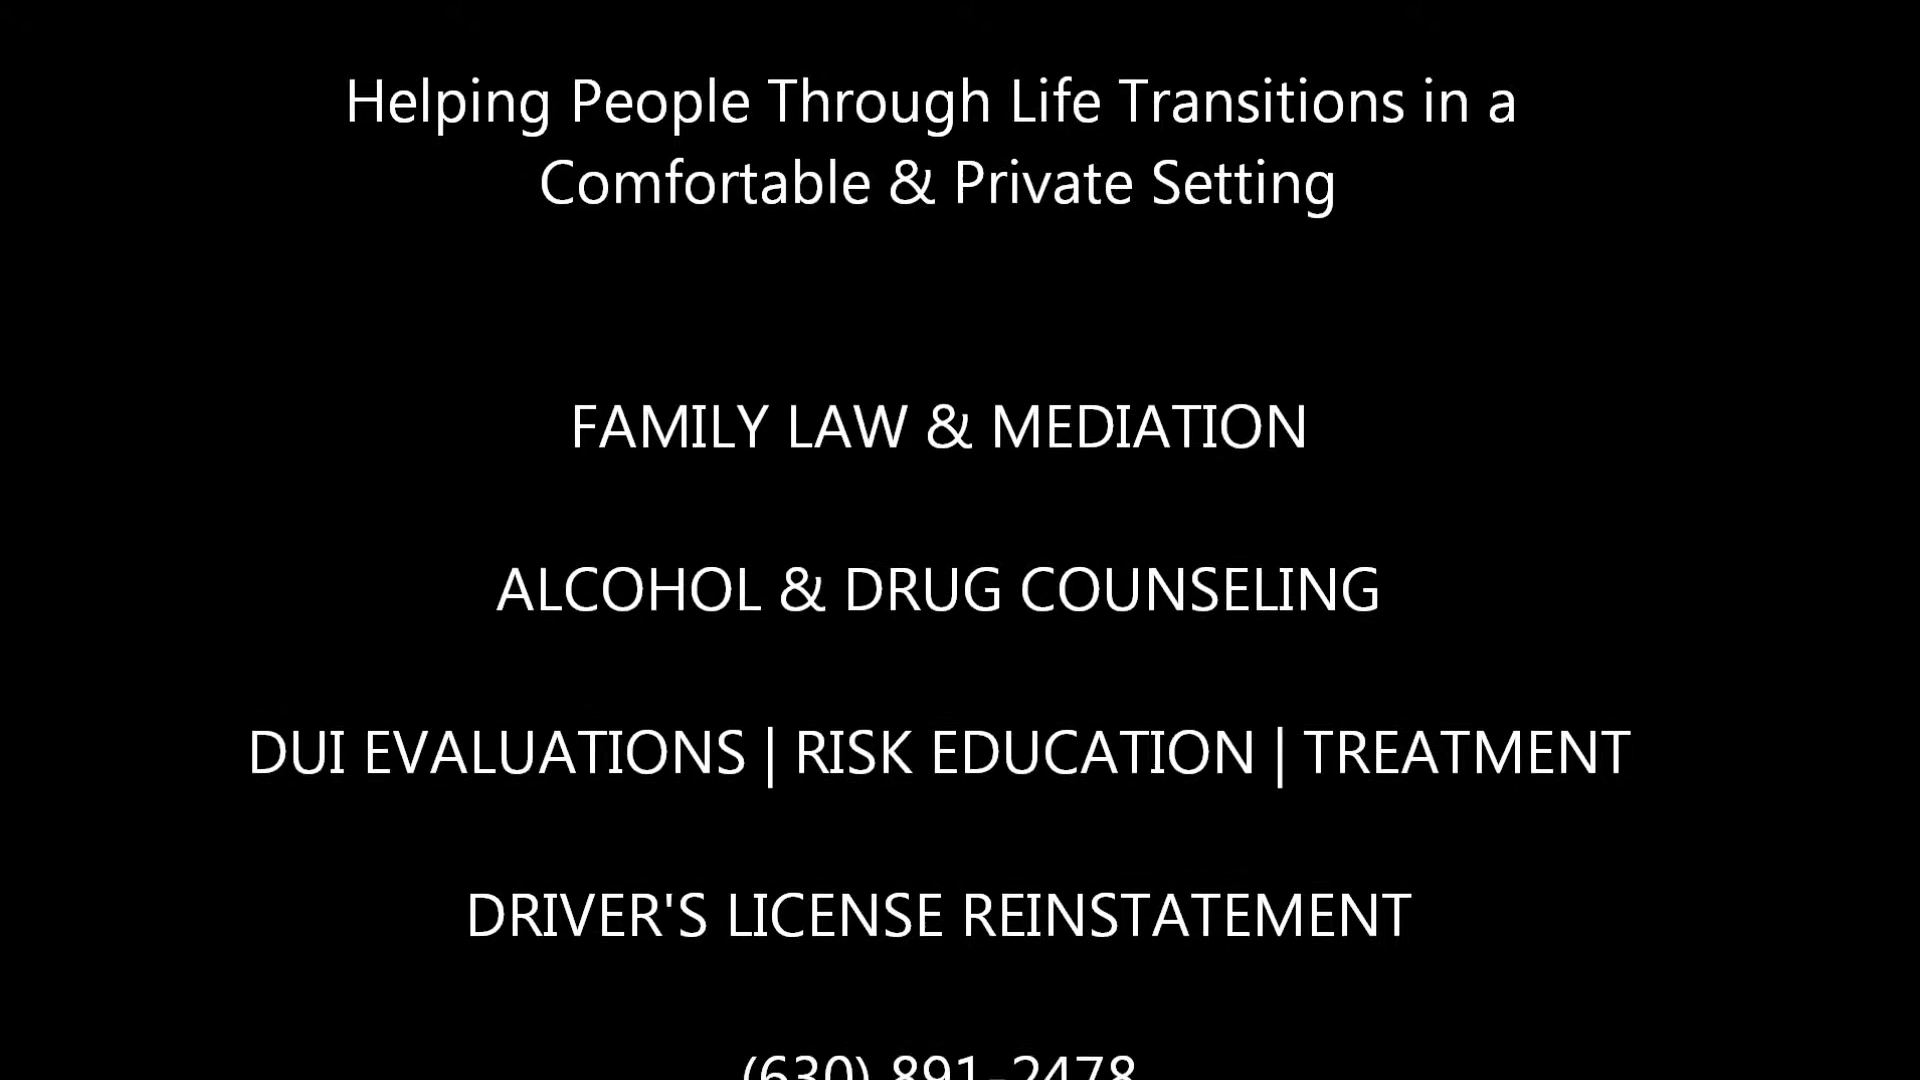 Helping People Through Life Transitions in a
Comfortable & Private Setting
FAMILY LAW & MEDIATION
ALCOHOL & DRUG COUNSELING
DUI EVALUATIONS | RISK EDUCATION | TREATMENT
DRIVER'S LICENSE REINSTATEMENT
(630) 891-2478